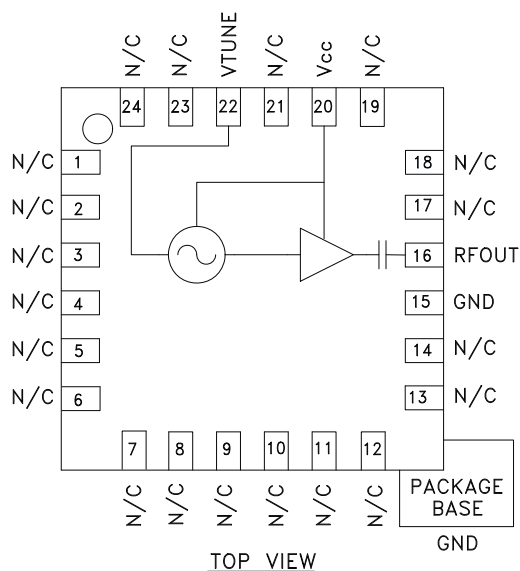 N/C N/C VTUNE N/C Vcc N/C
24 23 22 21 20 19
N/C 1
N/C 2
N/C 3
N/C 4
N/C 5
N/C 6
18 N/C
17 N/C
16 RFOUT
15 GND
14 N/C
13 N/C
7 8 9 10 11 12
N/C N/C N/C N/C N/C N/C
PACKAGE
BASE
GND
TOP VIEW